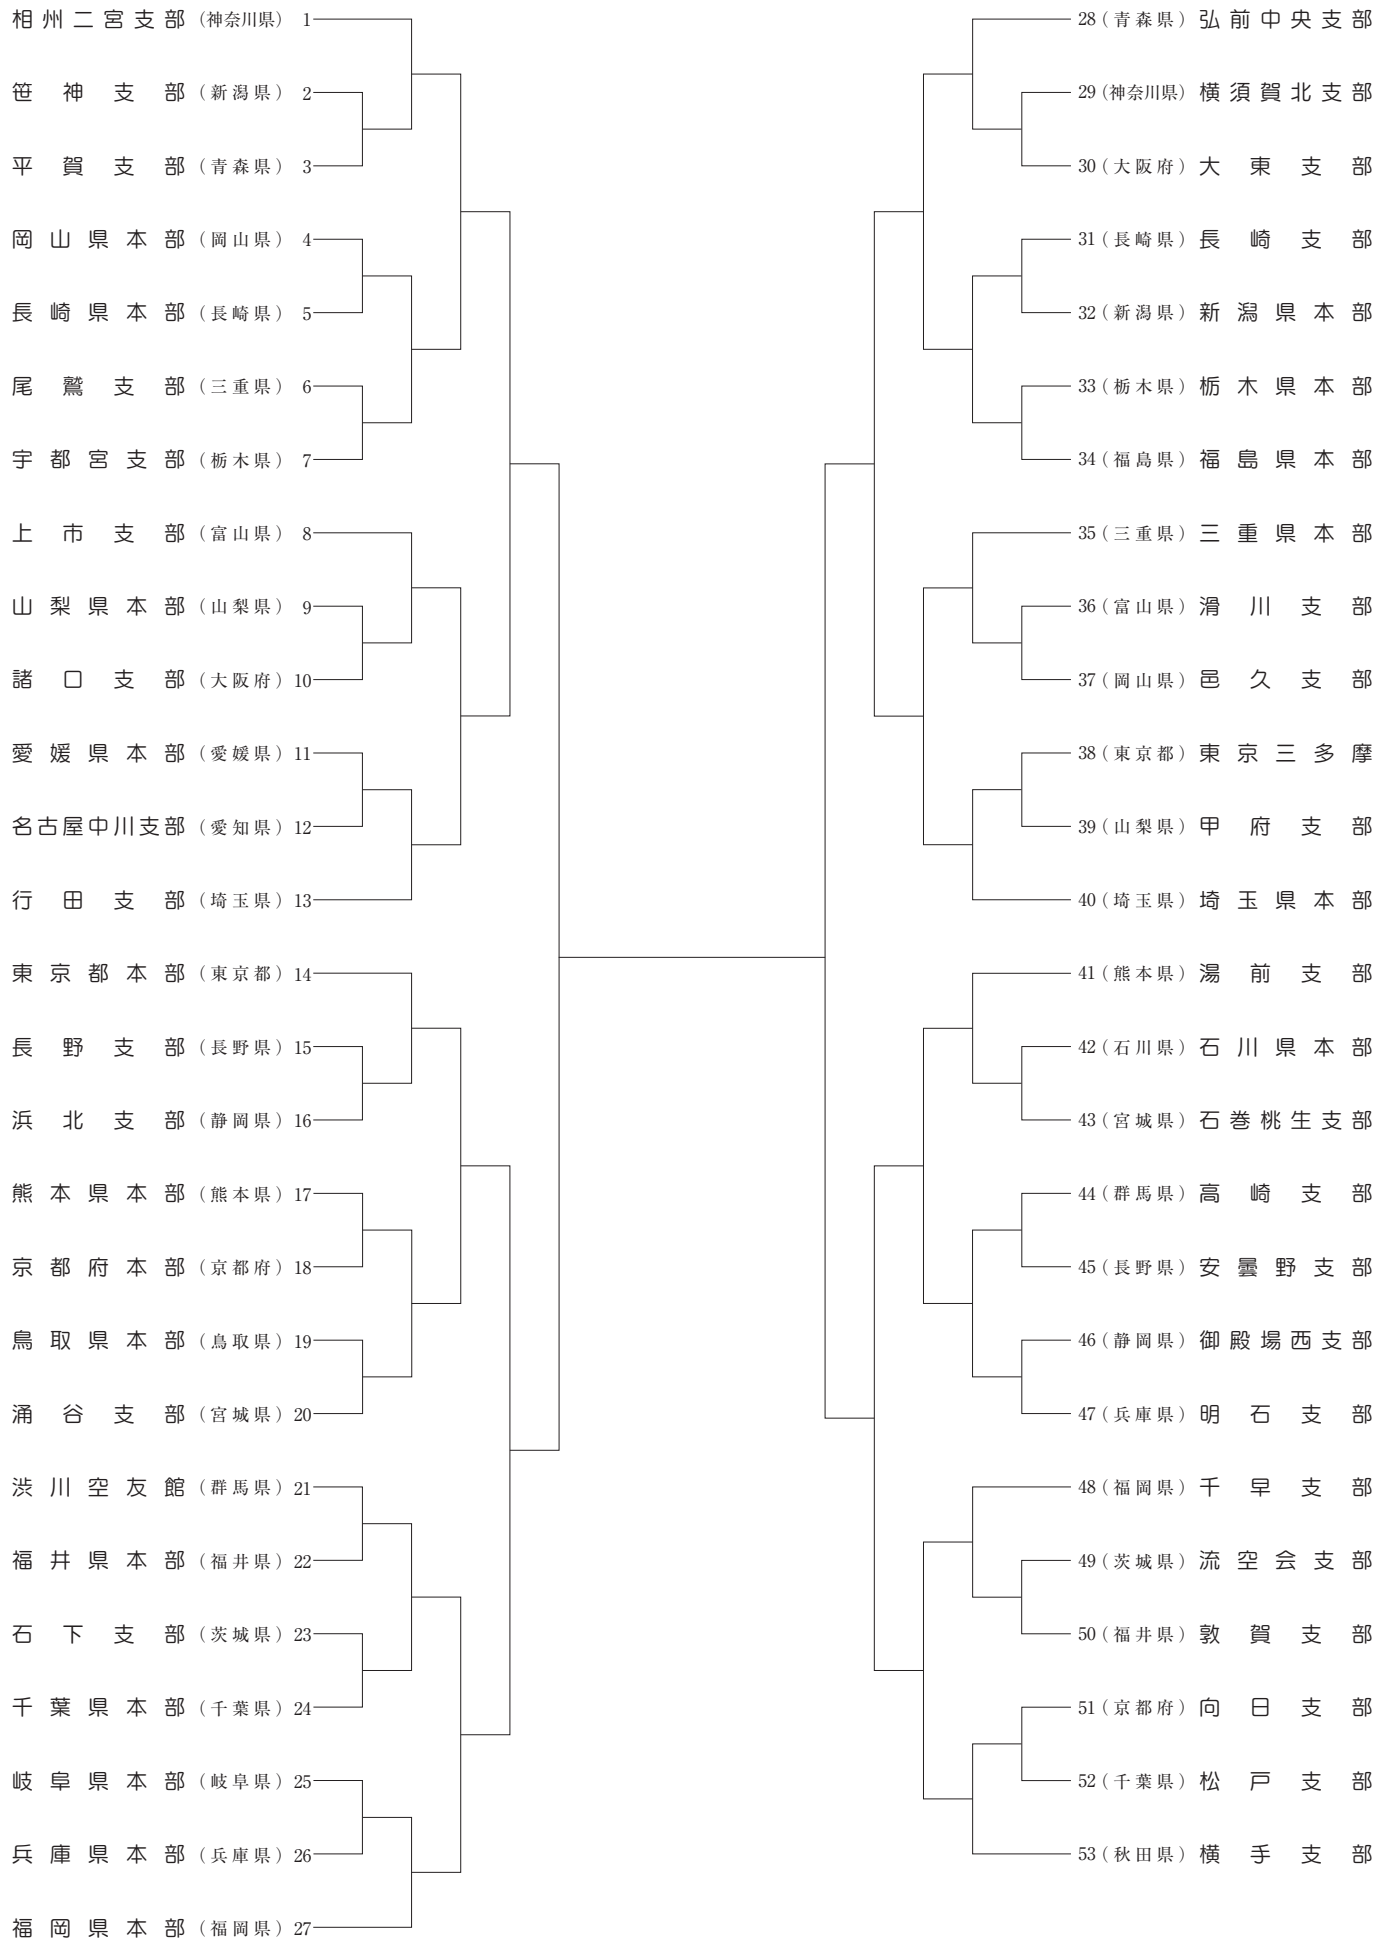 相州二宮支部（神奈川県） 1
笹神支部（新潟県） 2
平賀支部（青森県） 3
岡山県本部（岡山県） 4
長崎県本部（長崎県） 5
尾鷲支部（三重県） 6
宇都宮支部（栃木県） 7
上市支部（富山県） 8
山梨県本部（山梨県） 9
諸口支部（大阪府） 10
愛媛県本部（愛媛県） 11
名古屋中川支部（愛知県） 12
行田支部（埼玉県） 13
東京都本部（東京都） 14
長野支部（長野県） 15
浜北支部（静岡県） 16
熊本県本部（熊本県） 17
京都府本部（京都府） 18
鳥取県本部（鳥取県） 19
涌谷支部（宮城県） 20
渋川空友館（群馬県） 21
福井県本部（福井県） 22
石下支部（茨城県） 23
千葉県本部（千葉県） 24
岐阜県本部（岐阜県） 25
兵庫県本部（兵庫県） 26
福岡県本部（福岡県） 27
28（青森県）弘前中央支部
29（神奈川県）横須賀北支部
30（大阪府）大東支部
31（長崎県）長崎支部
32（新潟県）新潟県本部
33（栃木県）栃木県本部
34（福島県）福島県本部
35（三重県）三重県本部
36（富山県）滑川支部
37（岡山県）邑久支部
38（東京都）東京三多摩
39（山梨県）甲府支部
40（埼玉県）埼玉県本部
41（熊本県）湯前支部
42（石川県）石川県本部
43（宮城県）石巻桃生支部
44（群馬県）高崎支部
45（長野県）安曇野支部
46（静岡県）御殿場西支部
47（兵庫県）明石支部
48（福岡県）千早支部
49（茨城県）流空会支部
50（福井県）敦賀支部
51（京都府）向日支部
52（千葉県）松戸支部
53（秋田県）横手支部